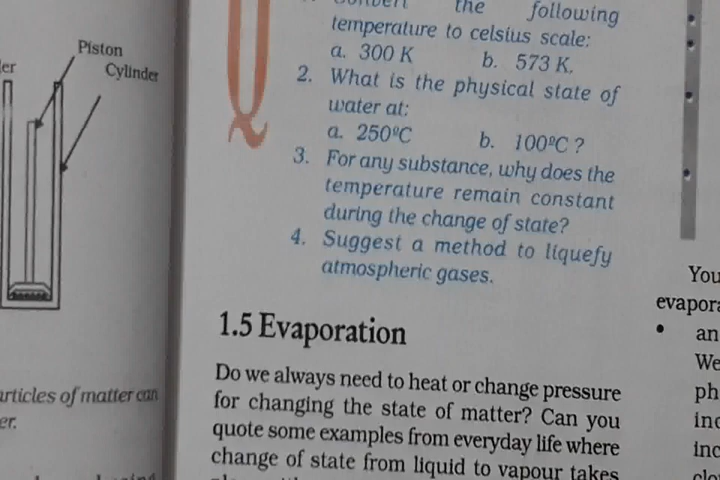 Piston
Cylinder
the following
temperature to celsius scale:
a. 300 K b. 573 K.
2. What is the physical state of
water at:
a. 250ºC b. 100ºC ?
3. For any substance, why does the
temperature remain constant
during the change of state?
4. Suggest a method to liquefy
atmospheric gases.
1.5 Evaporation
Do we always need to heat or change pressure
for changing the state of matter? Can you
quote some examples from everyday life where
change of state from liquid to vapour takes
of matter can
er.
Q
You
an
We